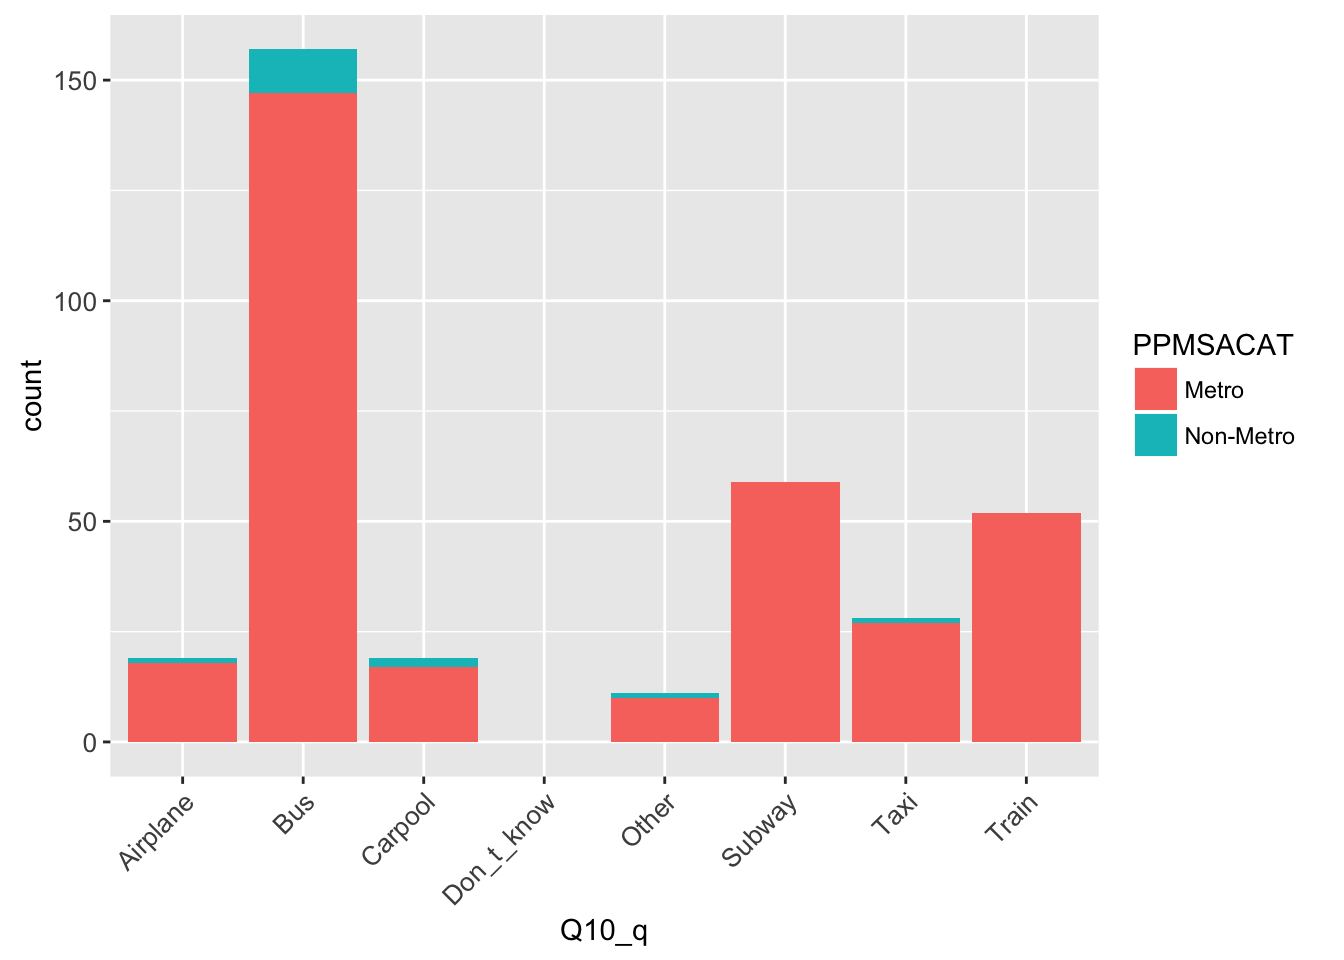 150
100
50
0
count
Airplane
Bus
Carpool
Don_t_know
Other
Subway
Taxi
Train
Q10_q
PPMSACAT
Metro
Non-Metro